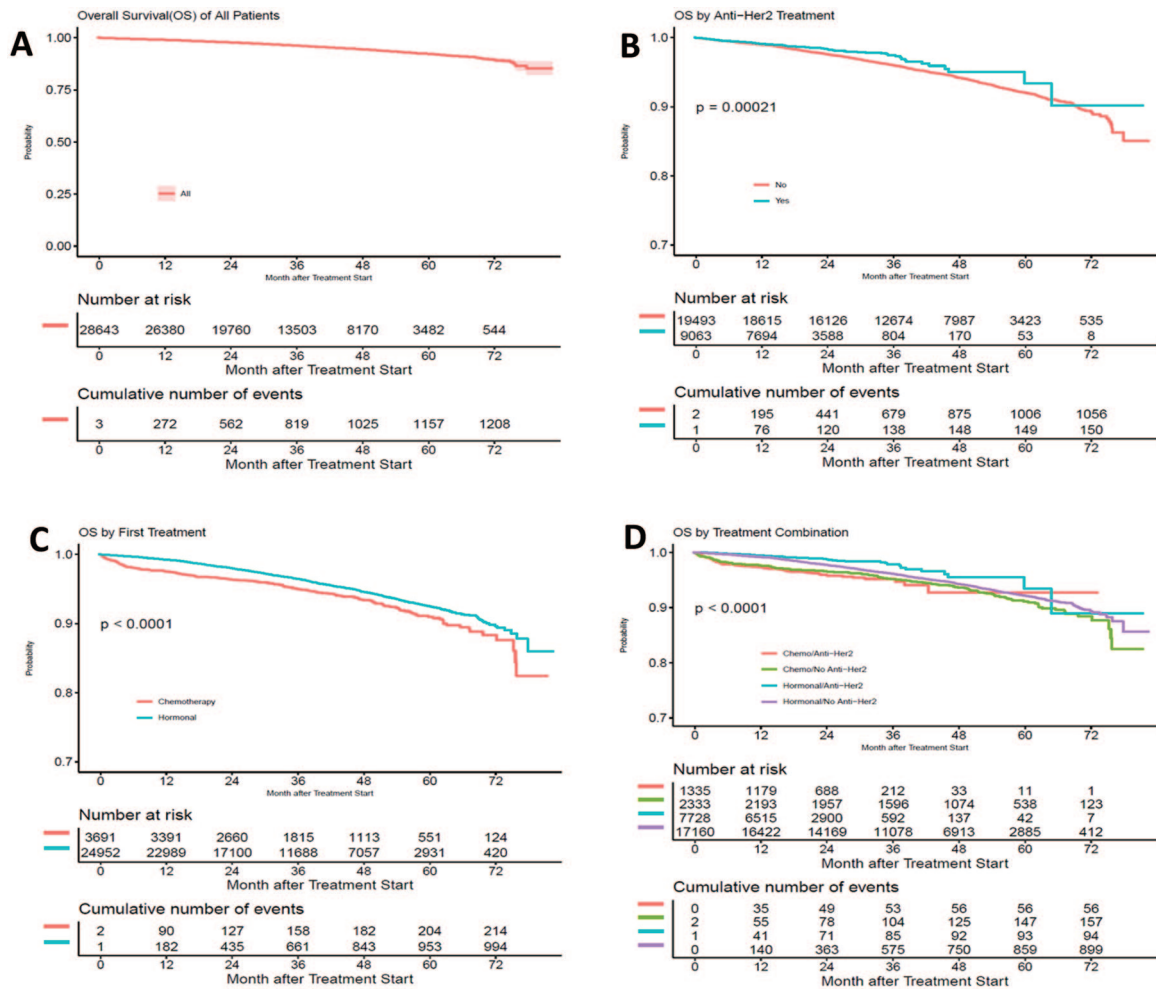 A
Overall Survival(OS) of All Patients
1.00
0.75
0.50
0.25
0.00
Probability
All
0 12 24 36 48 60 72
Month after Treatment Start
Number at risk
28643 26380 19760 13503 8170 3482 544
0 12 24 36 48 60 72
Month after Treatment Start
Cumulative number of events
3 272 562 819 1025 1157 1208
0 12 24 36 48 60 72
Month after Treatment Start
B
OS by Anti-Her2 Treatment
1.0
0.9
0.8
0.7
Probability
p = 0.00021
No
Yes
0 12 24 36 48 60 72
Month after Treatment Start
Number at risk
19493 18615 16126 12674 7987 3423 535
9063 7694 3588 804 170 53 8
0 12 24 36 48 60 72
Month after Treatment Start
Cumulative number of events
2 195 441 679 875 1006 1056
1 76 120 138 148 149 150
0 12 24 36 48 60 72
Month after Treatment Start
C
OS by First Treatment
1.0
0.9
0.8
0.7
Probability
p < 0.0001
Chemotherapy
Hormonal
0 12 24 36 48 60 72
Month after Treatment Start
Number at risk
3691 3391 2660 1815 1113 551 124
24952 22989 17100 11688 7057 2931 420
0 12 24 36 48 60 72
Month after Treatment Start
Cumulative number of events
2 90 127 158 182 204 214
1 182 435 661 843 953 994
0 12 24 36 48 60 72
Month after Treatment Start
D
OS by Treatment Combination
1.0
0.9
0.8
0.7
Probability
p < 0.0001
Chemo/Anti-Her2
Chemo/No Anti-Her2
Hormonal/Anti-Her2
Hormonal/No Anti-Her2
0 12 24 36 48 60 72
Month after Treatment Start
Number at risk
1335 1179 688 212 33 11 1
2333 2193 1957 1596 1074 538 123
7728 6515 2900 592 137 42 7
17160 16422 14169 11078 6913 2885 412
0 12 24 36 48 60 72
Month after Treatment Start
Cumulative number of events
0 35 49 53 56 56 56
2 55 78 104 125 147 157
1 41 71 85 92 93 94
0 140 363 575 750 859 899
0 12 24 36 48 60 72
Month after Treatment Start